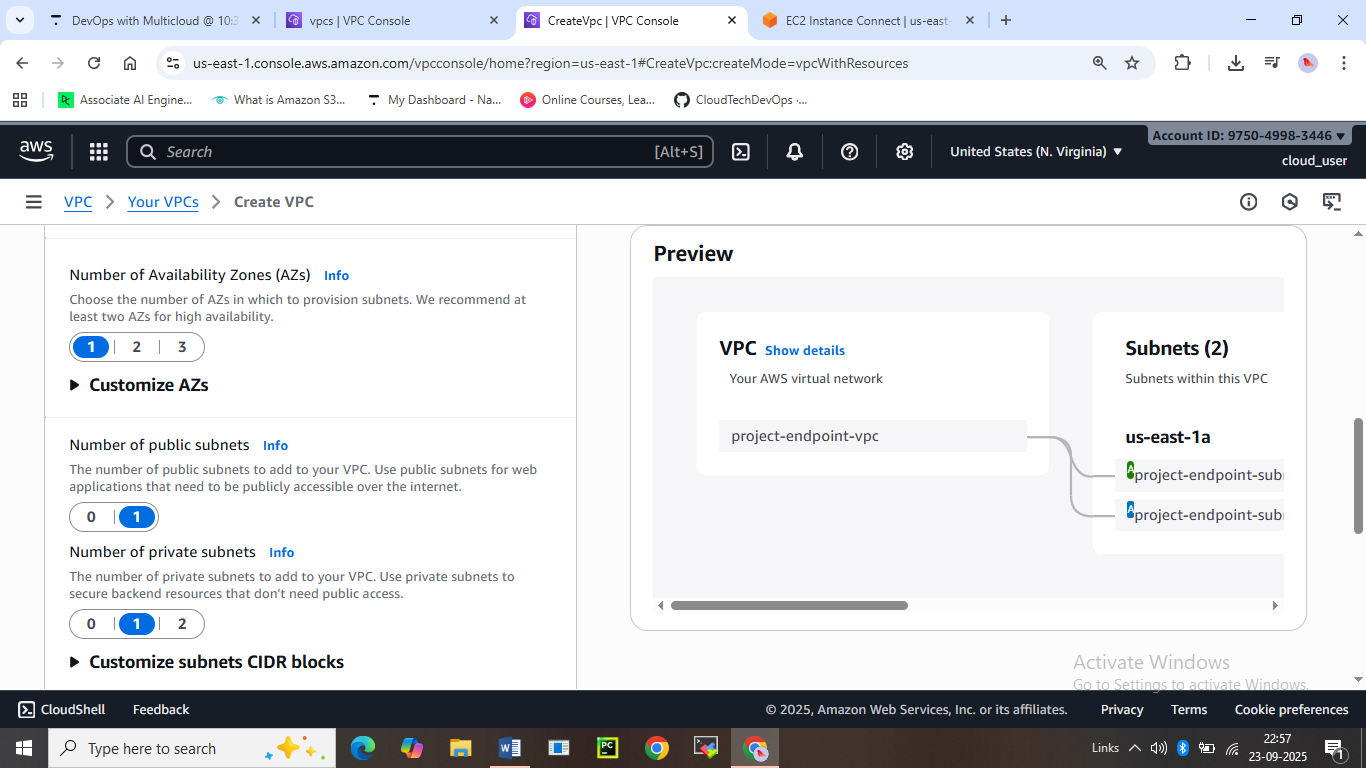 DevOps with Multicloud @ 10:3
vpcs | VPC Console
CreateVpc | VPC Console
EC2 Instance Connect | us-east-
us-east-1.console.aws.amazon.com/vpcconsole/home?region=us-east-1#CreateVpc:createMode=vpcWithResources
Associate AI Engine...
What is Amazon S3...
My Dashboard - Na...
Online Courses, Lea...
CloudTechDevOps -...
aws
Search
[Alt+S]
United States (N. Virginia)
Account ID: 9750-4998-3446
cloud_user
VPC
Your VPCs
Create VPC
Number of Availability Zones (AZs) Info
Choose the number of AZs in which to provision subnets. We recommend at
least two AZs for high availability.
1 2 3
Customize AZs
Number of public subnets Info
The number of public subnets to add to your VPC. Use public subnets for web
applications that need to be publicly accessible over the internet.
0 1
Number of private subnets Info
The number of private subnets to add to your VPC. Use private subnets to
secure backend resources that don't need public access.
0 1 2
Customize subnets CIDR blocks
Preview
VPC Show details
Your AWS virtual network
project-endpoint-vpc
Subnets (2)
Subnets within this VPC
us-east-1a
A project-endpoint-subn
A project-endpoint-subn
Activate Windows
Go to Settings to activate Windows.
CloudShell
Feedback
© 2025, Amazon Web Services, Inc. or its affiliates.
Privacy
Terms
Cookie preferences
Type here to search
Links
22:57
23-09-2025
1